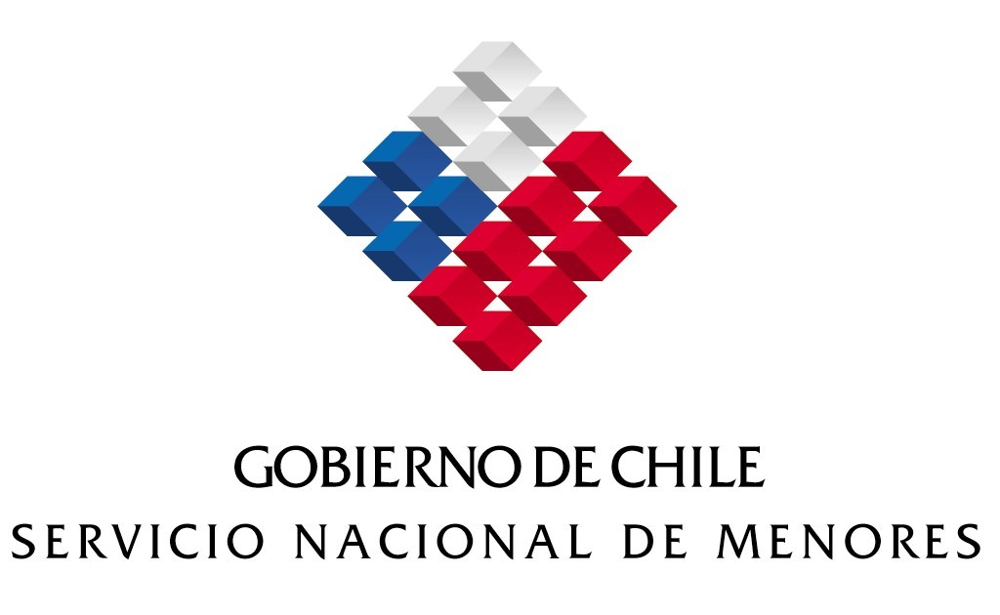 GOBIERNO DE CHILE
SERVICIO NACIONAL DE MENORES